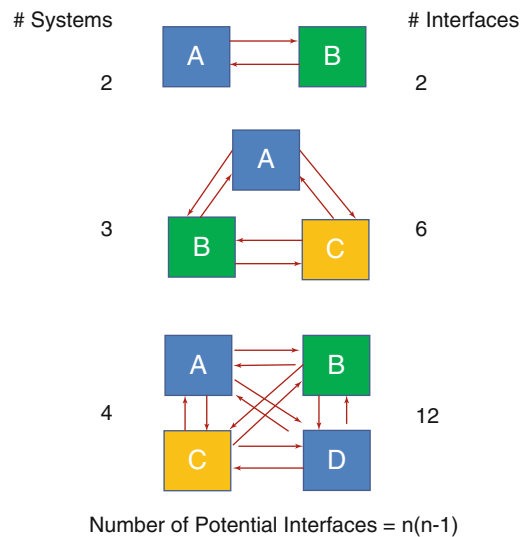 # Systems
# Interfaces
A
B
2
2
A
3
B
C
6
A
B
4
12
C
D
Number of Potential Interfaces = n(n-1)